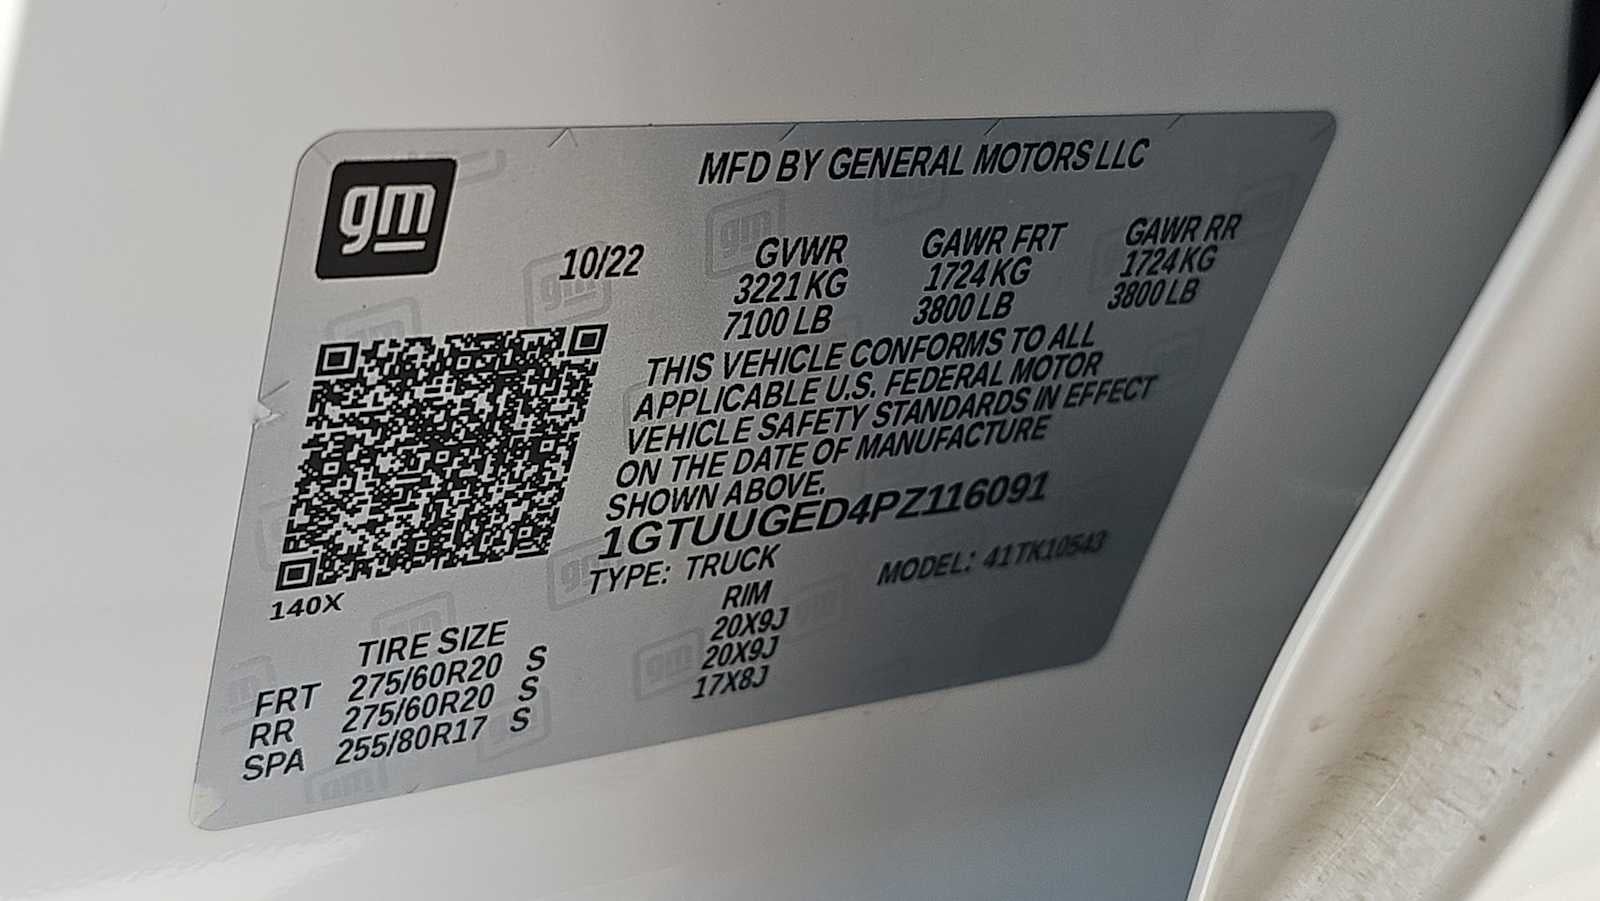 gm
MFD BY GENERAL MOTORS LLC
10/22
GVWR GAWR FRT GAWR RR
3221 KG 1724 KG 1724 KG
7100 LB 3800 LB 3800 LB
THIS VEHICLE CONFORMS TO ALL
APPLICABLE U.S. FEDERAL MOTOR
VEHICLE SAFETY STANDARDS IN EFFECT
ON THE DATE OF MANUFACTURE
SHOWN ABOVE.
1GTUUGED4PZ116091
TYPE: TRUCK MODEL: 41TK10543
140X
TIRE SIZE RIM
FRT 275/60R20 S 20X9J
RR 275/60R20 S 20X9J
SPA 255/80R17 S 17X8J